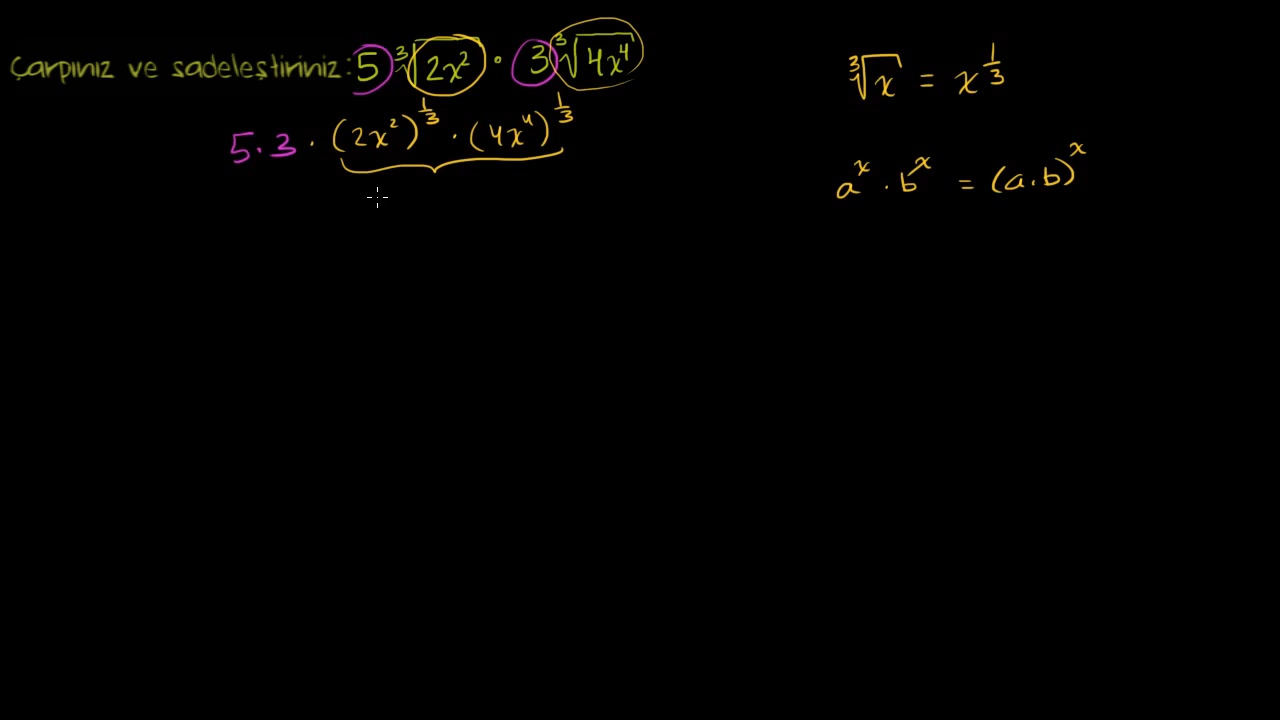 Çarpınız ve sadeleştiriniz: 5 ∛(2x²) · 3 ∛(4x⁴)
5 · 3 · (2x²)^(1/3) · (4x⁴)^(1/3)
∛x = x^(1/3)
a^x · b^x = (a · b)^x